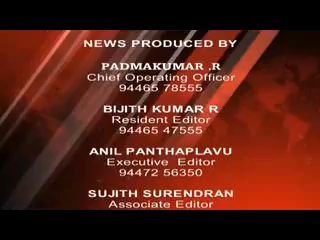 NEWS PRODUCED BY
PADMAKUMAR .R
Chief Operating Officer
94465 78555
BIJITH KUMAR R
Resident Editor
94465 47555
ANIL PANTHAPLAVU
Executive Editor
94472 56350
SUJITH SURENDRAN
Associate Editor